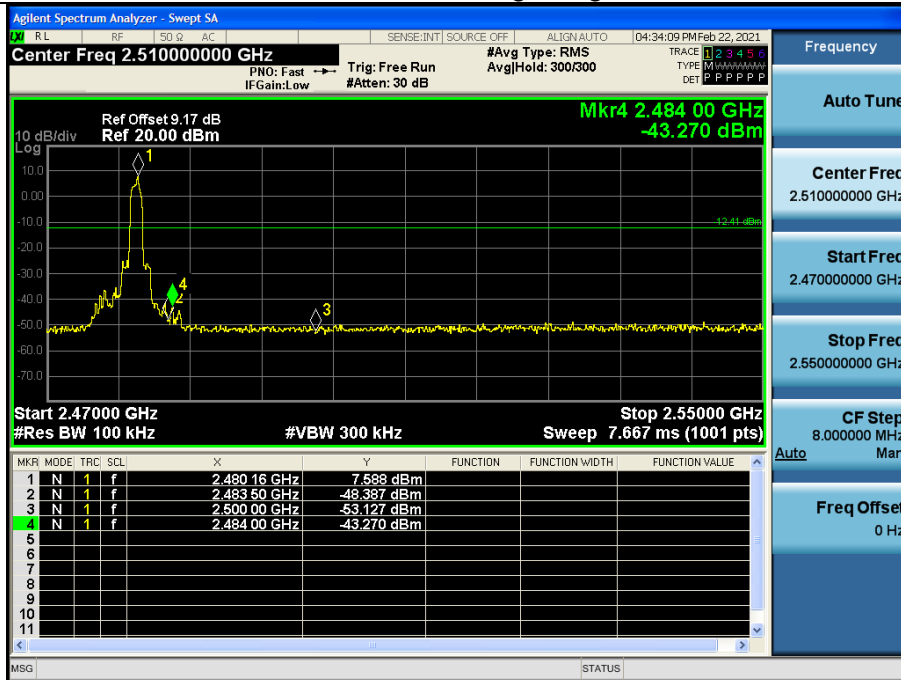 Agilent Spectrum Analyzer - Swept SA
LXI RL RF 50 Ω AC SENSE:INT SOURCE OFF ALIGN AUTO 04:34:09 PM Feb 22, 2021
Center Freq 2.510000000 GHz #Avg Type: RMS TRACE 1 2 3 4 5 6
PNO: Fast Trig: Free Run Avg|Hold: 300/300 TYPE M
IFGain:Low #Atten: 30 dB DET P P P P P P
Mkr4 2.484 00 GHz
Ref Offset 9.17 dB
10 dB/div Ref 20.00 dBm -43.270 dBm
Log
1
10.0
0.00
-10.0
-12.41 dBm
-20.0
-30.0
4
-40.0
2
3
-50.0
-60.0
-70.0
Start 2.47000 GHz Stop 2.55000 GHz
#Res BW 100 kHz #VBW 300 kHz Sweep 7.667 ms (1001 pts)
MKR MODE TRC SCL X Y FUNCTION FUNCTION WIDTH FUNCTION VALUE
1 N 1 f 2.480 16 GHz 7.588 dBm
2 N 1 f 2.483 50 GHz -48.387 dBm
3 N 1 f 2.500 00 GHz -53.127 dBm
4 N 1 f 2.484 00 GHz -43.270 dBm
5
6
7
8
9
10
11
MSG STATUS
Frequency
Auto Tune
Center Freq
2.510000000 GHz
Start Freq
2.470000000 GHz
Stop Freq
2.550000000 GHz
CF Step
8.000000 MHz
Auto Man
Freq Offset
0 Hz